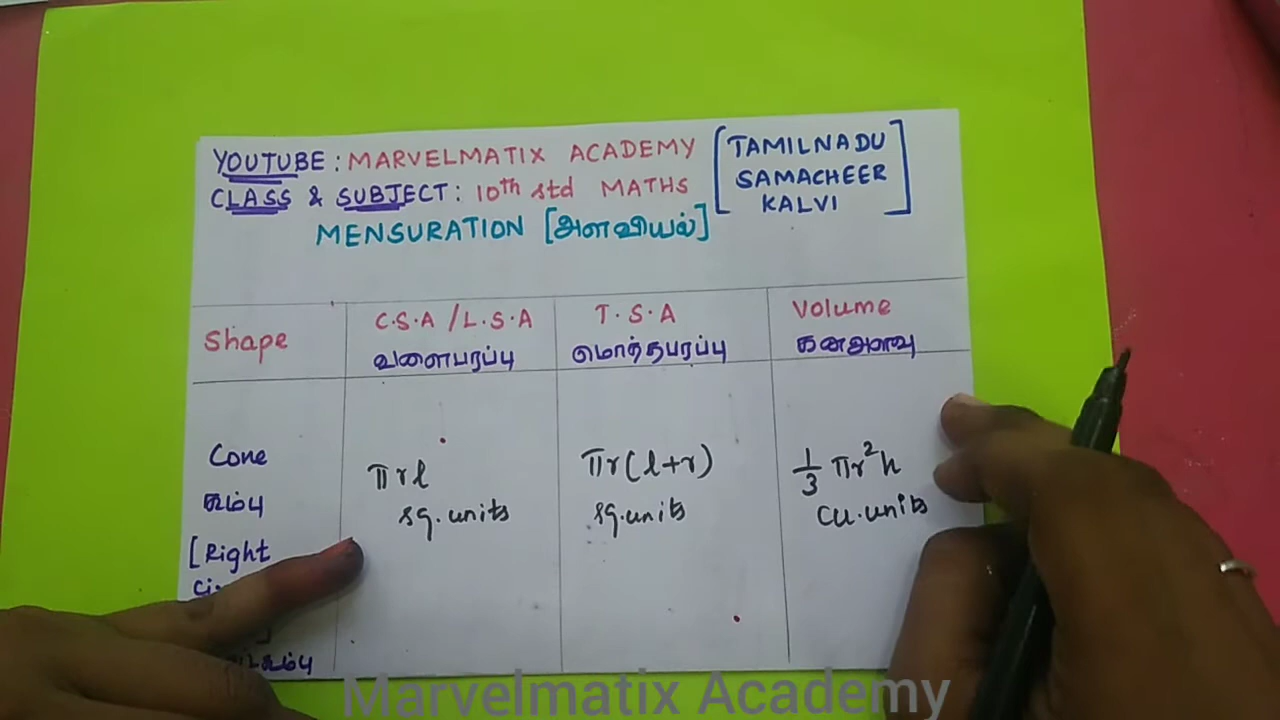 YOUTUBE : MARVELMATIX ACADEMY
CLASS & SUBJECT : 10th std MATHS
[TAMILNADU
SAMACHEER
KALVI]
MENSURATION [அளவியல்]
Shape
C.S.A / L.S.A
வளைபரப்பு
T.S.A
மொத்தபரப்பு
Volume
கனஅளவு
Cone
கூம்பு
[Right
πrl
sq.units
πr(l+r)
sq.units
1/3 πr²h
cu.units
Marvelmatix Academy